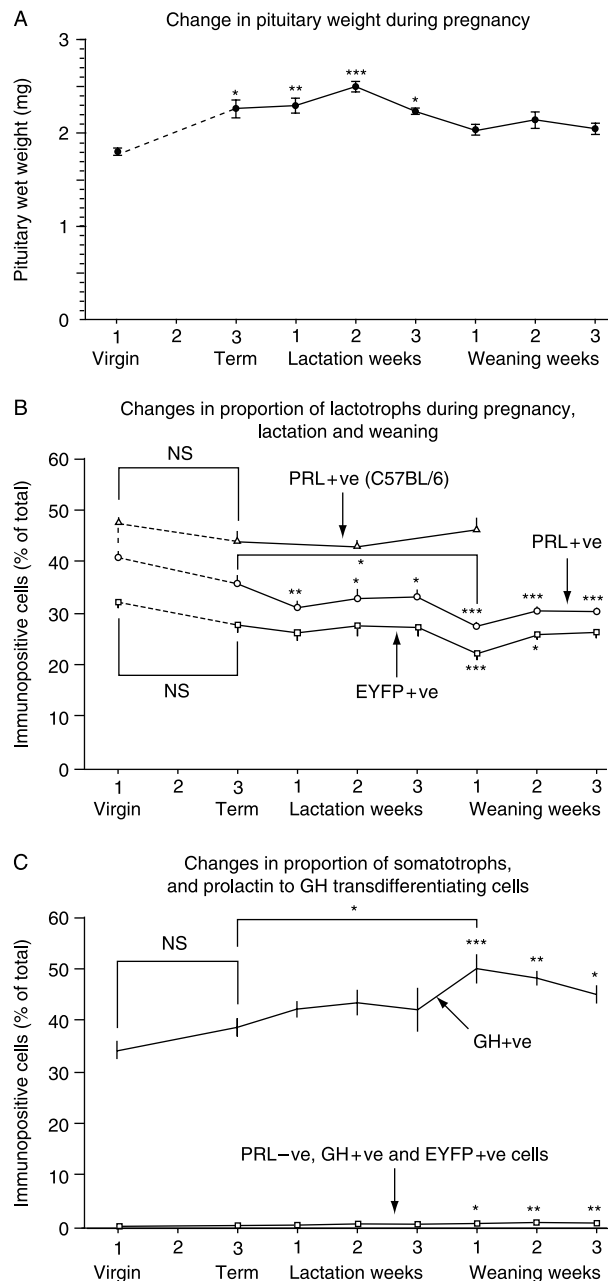 A Change in pituitary weight during pregnancy
Pituitary wet weight (mg)
3
2
1
0
* ** *** *
1 2 3 1 2 3 1 2 3
Virgin Term Lactation weeks Weaning weeks
B Changes in proportion of lactotrophs during pregnancy,
lactation and weaning
Immunopositive cells (% of total)
60
50
40
30
20
10
0
NS
PRL+ve (C57BL/6)
PRL+ve
*
** * * *** *** ***
NS
EYFP+ve
*** *
1 2 3 1 2 3 1 2 3
Virgin Term Lactation weeks Weaning weeks
C Changes in proportion of somatotrophs,
and prolactin to GH transdifferentiating cells
Immunopositive cells (% of total)
60
50
40
30
20
10
0
NS
*
*** ** *
GH+ve
PRL−ve, GH+ve and EYFP+ve cells
* ** **
1 2 3 1 2 3 1 2 3
Virgin Term Lactation weeks Weaning weeks